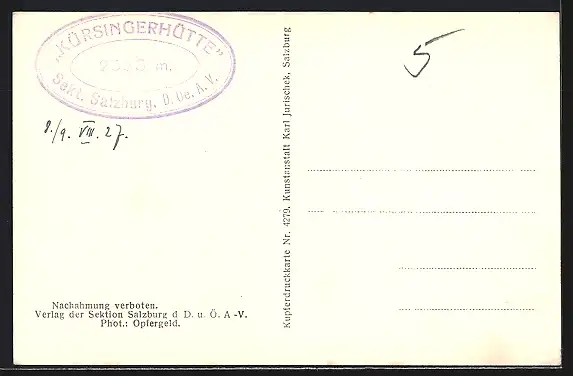 "KÜRSINGERHÜTTE"
m.
Sekt. Salzburg, D. Oe. A. V.
8./9. VIII. 27.
5
Kupferdruckkarte Nr. 4279. Kunstanstalt Karl Jurischek, Salzburg
Nachahmung verboten.
Verlag der Sektion Salzburg d D. u. Ö. A -V.
Phot.: Opfergeld.